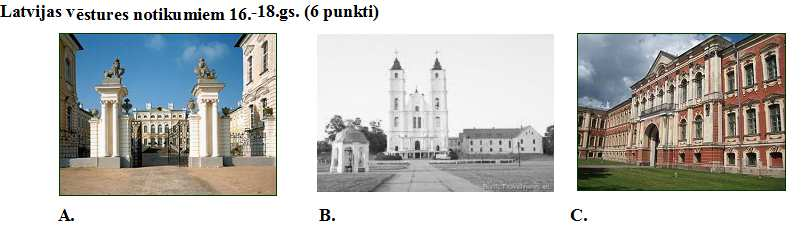 Latvijas vēstures notikumiem 16.-18.gs. (6 punkti)
A. B. C.